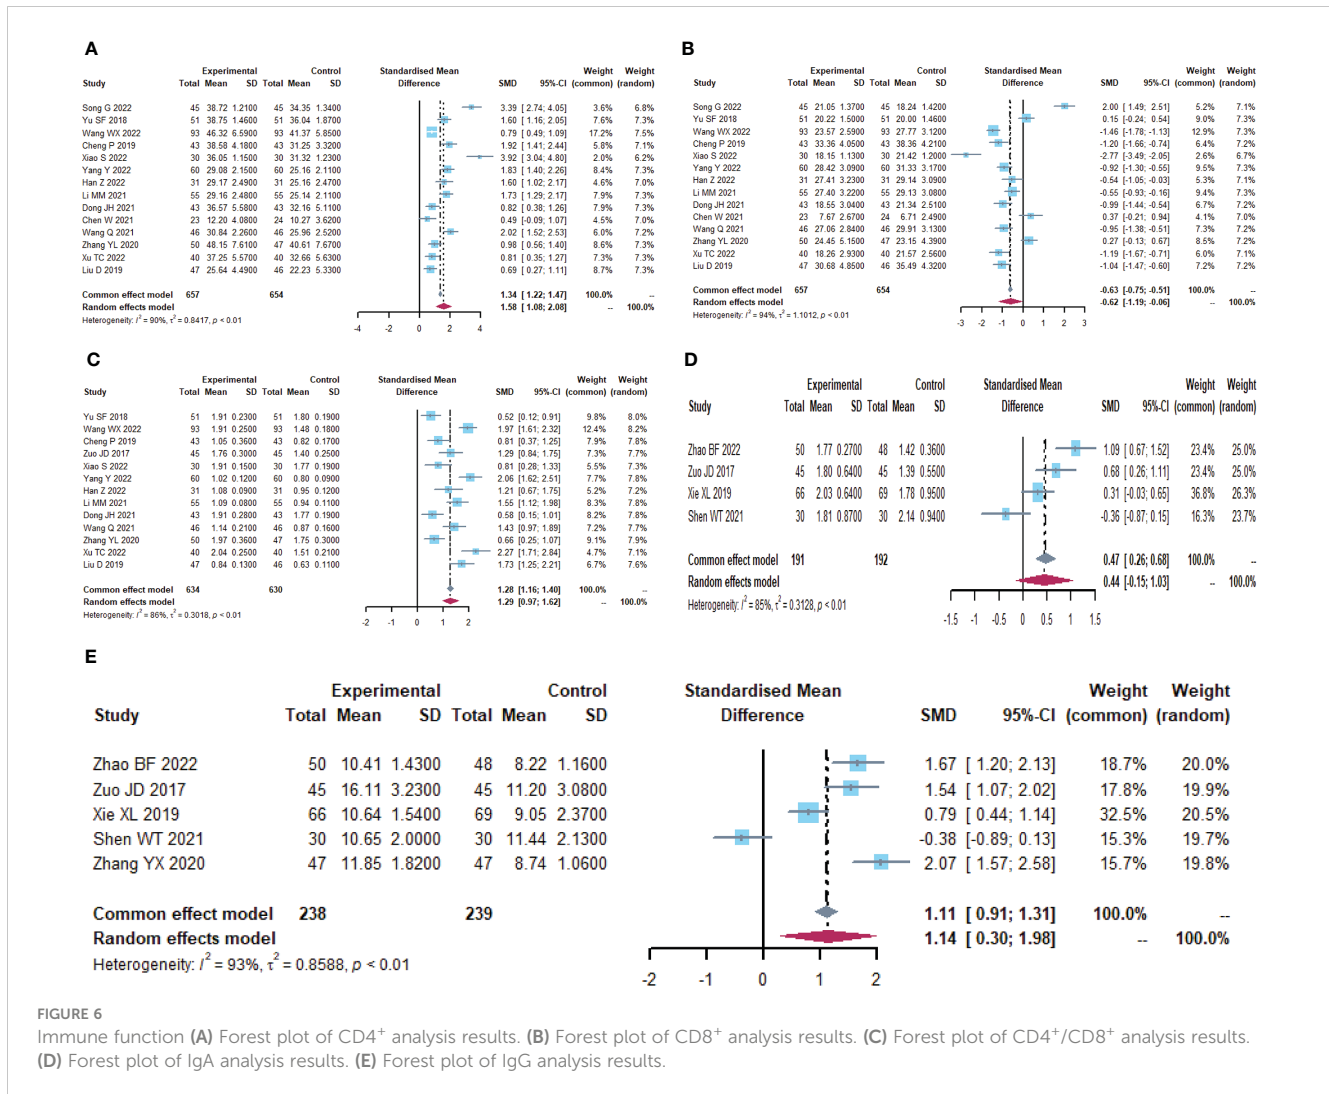 A
Experimental Control Standardised Mean Weight Weight
Study Total Mean SD Total Mean SD Difference SMD 95%-CI (common) (random)
Song G 2022 45 38.72 1.2100 45 34.35 1.3400 3.39 [ 2.74; 4.05] 3.6% 6.8%
Yu SF 2018 51 38.75 1.4600 51 36.04 1.8700 1.60 [ 1.16; 2.05] 7.6% 7.3%
Wang WX 2022 93 46.32 6.5900 93 41.37 5.8500 0.79 [ 0.49; 1.09] 17.2% 7.5%
Cheng P 2019 43 38.58 4.1800 43 31.25 3.3200 1.92 [ 1.41; 2.44] 5.8% 7.1%
Xiao S 2022 30 36.05 1.1500 30 31.32 1.2300 3.92 [ 3.04; 4.80] 2.0% 6.2%
Yang Y 2022 60 29.08 2.1500 60 25.16 2.1100 1.83 [ 1.40; 2.26] 8.4% 7.3%
Han Z 2022 31 29.17 2.4900 31 25.16 2.4700 1.60 [ 1.02; 2.17] 4.6% 7.0%
Li MM 2021 55 29.16 2.4800 55 25.14 2.1100 1.73 [ 1.29; 2.17] 8.0% 7.3%
Dong JH 2021 43 36.57 5.5800 43 32.16 5.1100 0.82 [ 0.38; 1.26] 8.0% 7.3%
Chen W 2021 23 12.20 4.0800 24 10.27 3.6200 0.49 [-0.09; 1.07] 4.5% 7.0%
Wang Q 2021 46 30.84 2.2600 46 25.96 2.5200 2.02 [ 1.52; 2.53] 6.0% 7.2%
Zhang YL 2020 50 48.15 7.6100 47 40.61 7.6700 0.98 [ 0.56; 1.40] 8.5% 7.3%
Xu TC 2022 40 37.25 5.5700 40 32.66 5.6300 0.81 [ 0.35; 1.27] 7.3% 7.3%
Liu D 2019 47 25.64 4.4900 46 22.23 5.3300 0.69 [ 0.27; 1.11] 8.7% 7.3%
Common effect model 657 654 1.34 [ 1.22; 1.47] 100.0% --
Random effects model 1.58 [ 1.08; 2.08] -- 100.0%
Heterogeneity: I² = 90%, τ² = 0.8417, p < 0.01
-4 -2 0 2 4
B
Experimental Control Standardised Mean Weight Weight
Study Total Mean SD Total Mean SD Difference SMD 95%-CI (common) (random)
Song G 2022 45 21.05 1.3700 45 18.24 1.4200 2.00 [ 1.49; 2.51] 5.2% 7.1%
Yu SF 2018 51 20.22 1.5000 51 20.00 1.4600 0.15 [-0.24; 0.54] 9.0% 7.2%
Wang WX 2022 93 23.57 2.5900 93 27.77 3.1200 -1.46 [-1.78; -1.13] 12.9% 7.3%
Cheng P 2019 43 33.36 4.0500 43 38.36 4.2100 -1.20 [-1.66; -0.74] 6.4% 7.2%
Xiao S 2022 30 18.15 1.1300 30 21.42 1.2000 -2.77 [-3.49; -2.05] 2.6% 6.7%
Yang Y 2022 60 28.42 3.0900 60 31.33 3.1700 -0.92 [-1.30; -0.55] 9.7% 7.2%
Han Z 2022 31 27.41 3.2300 31 29.14 3.0900 -0.54 [-1.05; -0.03] 5.3% 7.1%
Li MM 2021 55 27.40 3.2200 55 29.13 3.0800 -0.55 [-0.93; -0.16] 9.6% 7.2%
Dong JH 2021 43 18.55 3.0400 43 21.34 2.5100 -0.99 [-1.44; -0.54] 7.0% 7.2%
Chen W 2021 23 7.67 2.6700 24 6.71 2.4900 0.37 [-0.21; 0.94] 4.1% 7.0%
Wang Q 2021 46 27.06 2.8400 46 29.91 3.1300 -0.95 [-1.38; -0.51] 7.5% 7.2%
Zhang YL 2020 50 24.45 5.1500 47 23.15 4.3900 0.27 [-0.13; 0.67] 8.5% 7.2%
Xu TC 2022 40 18.26 2.9300 40 21.57 2.5600 -1.19 [-1.67; -0.71] 6.2% 7.2%
Liu D 2019 47 30.68 4.8500 46 35.49 4.3200 -1.04 [-1.47; -0.60] 7.2% 7.2%
Common effect model 657 654 -0.63 [-0.75; -0.51] 100.0% --
Random effects model -0.62 [-1.19; -0.06] -- 100.0%
Heterogeneity: I² = 94%, τ² = 1.1012, p < 0.01
-3 -2 -1 0 1 2 3
C
Experimental Control Standardised Mean Weight Weight
Study Total Mean SD Total Mean SD Difference SMD 95%-CI (common) (random)
Yu SF 2018 51 1.91 0.2300 51 1.80 0.1900 0.52 [0.12; 0.91] 9.8% 8.0%
Wang WX 2022 93 1.91 0.2500 93 1.48 0.1800 1.97 [1.61; 2.32] 12.4% 8.2%
Cheng P 2019 43 1.05 0.3600 43 0.82 0.1700 0.81 [0.37; 1.25] 7.9% 7.8%
Zuo JD 2017 45 1.76 0.3000 45 1.40 0.2500 1.29 [0.84; 1.75] 7.3% 7.7%
Xiao S 2022 30 1.91 0.1500 30 1.77 0.1900 0.81 [0.28; 1.33] 5.5% 7.3%
Yang Y 2022 60 1.02 0.1200 60 0.80 0.0900 2.06 [1.62; 2.51] 7.7% 7.8%
Han Z 2022 31 1.08 0.0900 31 0.95 0.1200 1.21 [0.67; 1.75] 5.2% 7.2%
Li MM 2021 55 1.09 0.0800 55 0.94 0.1100 1.55 [1.12; 1.98] 8.4% 7.8%
Dong JH 2021 43 1.91 0.2800 43 1.77 0.1900 0.58 [0.15; 1.01] 8.2% 7.8%
Wang Q 2021 46 1.14 0.2100 46 0.87 0.1600 1.43 [0.97; 1.89] 7.2% 7.7%
Zhang YL 2020 50 1.97 0.3600 47 1.75 0.3000 0.66 [0.25; 1.07] 9.1% 7.9%
Xu TC 2022 40 2.04 0.2500 40 1.51 0.2100 2.27 [1.71; 2.84] 4.7% 7.1%
Liu D 2019 47 0.84 0.1300 46 0.63 0.1100 1.73 [1.25; 2.21] 6.7% 7.6%
Common effect model 634 630 1.28 [1.16; 1.40] 100.0% --
Random effects model 1.29 [0.97; 1.62] -- 100.0%
Heterogeneity: I² = 86%, τ² = 0.3018, p < 0.01
-2 -1 0 1 2
D
Experimental Control Standardised Mean Weight Weight
Study Total Mean SD Total Mean SD Difference SMD 95%-CI (common) (random)
Zhao BF 2022 50 1.77 0.2700 48 1.42 0.3600 1.09 [ 0.67; 1.52] 23.4% 25.0%
Zuo JD 2017 45 1.80 0.6400 45 1.39 0.5500 0.68 [ 0.26; 1.11] 23.4% 25.0%
Xie XL 2019 66 2.03 0.6400 69 1.78 0.9500 0.31 [-0.03; 0.65] 36.8% 26.3%
Shen WT 2021 30 1.81 0.8700 30 2.14 0.9400 -0.36 [-0.87; 0.15] 16.3% 23.7%
Common effect model 191 192 0.47 [ 0.26; 0.68] 100.0% --
Random effects model 0.44 [-0.15; 1.03] -- 100.0%
Heterogeneity: I² = 85%, τ² = 0.3128, p < 0.01
-1.5 -1 -0.5 0 0.5 1 1.5
E
Experimental Control Standardised Mean Weight Weight
Study Total Mean SD Total Mean SD Difference SMD 95%-CI (common) (random)
Zhao BF 2022 50 10.41 1.4300 48 8.22 1.1600 1.67 [ 1.20; 2.13] 18.7% 20.0%
Zuo JD 2017 45 16.11 3.2300 45 11.20 3.0800 1.54 [ 1.07; 2.02] 17.8% 19.9%
Xie XL 2019 66 10.64 1.5400 69 9.05 2.3700 0.79 [ 0.44; 1.14] 32.5% 20.5%
Shen WT 2021 30 10.65 2.0000 30 11.44 2.1300 -0.38 [-0.89; 0.13] 15.3% 19.7%
Zhang YX 2020 47 11.85 1.8200 47 8.74 1.0600 2.07 [ 1.57; 2.58] 15.7% 19.8%
Common effect model 238 239 1.11 [ 0.91; 1.31] 100.0% --
Random effects model 1.14 [ 0.30; 1.98] -- 100.0%
Heterogeneity: I² = 93%, τ² = 0.8588, p < 0.01
-2 -1 0 1 2
FIGURE 6
Immune function (A) Forest plot of CD4⁺ analysis results. (B) Forest plot of CD8⁺ analysis results. (C) Forest plot of CD4⁺/CD8⁺ analysis results.
(D) Forest plot of IgA analysis results. (E) Forest plot of IgG analysis results.